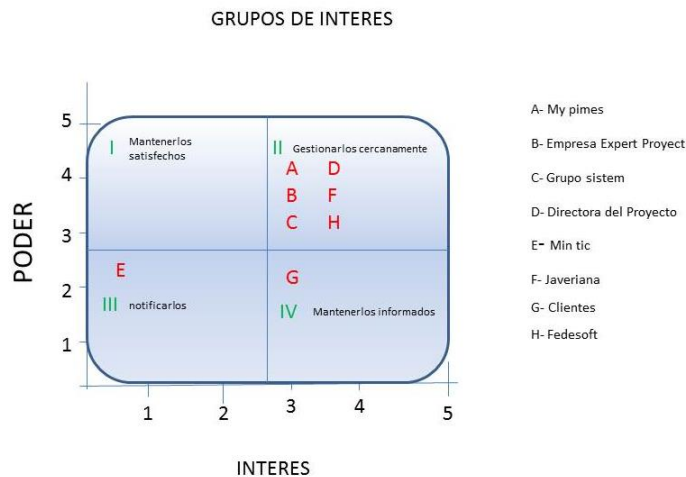 GRUPOS DE INTERES
PODER
5
4
3
2
1
I Mantenerlos
satisfechos
II Gestionarlos cercanamente
A D
B F
C H
E
III notificarlos
G
IV Mantenerlos informados
1 2 3 4 5
INTERES
A- My pimes
B- Empresa Expert Proyect
C- Grupo sistem
D- Directora del Proyecto
E- Min tic
F- Javeriana
G- Clientes
H- Fedesoft